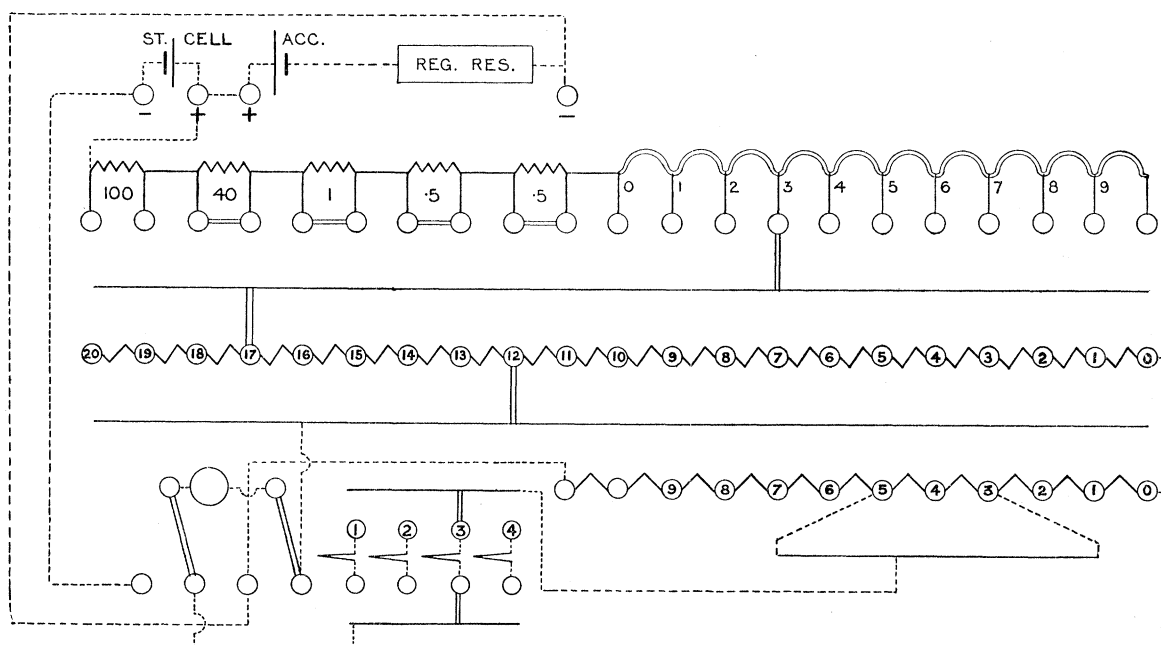 ST. CELL ACC.
REG. RES.
− + + −
100 40 1 ·5 ·5 0 1 2 3 4 5 6 7 8 9
20 19 18 17 16 15 14 13 12 11 10 9 8 7 6 5 4 3 2 1 0
9 8 7 6 5 4 3 2 1 0
1 2 3 4